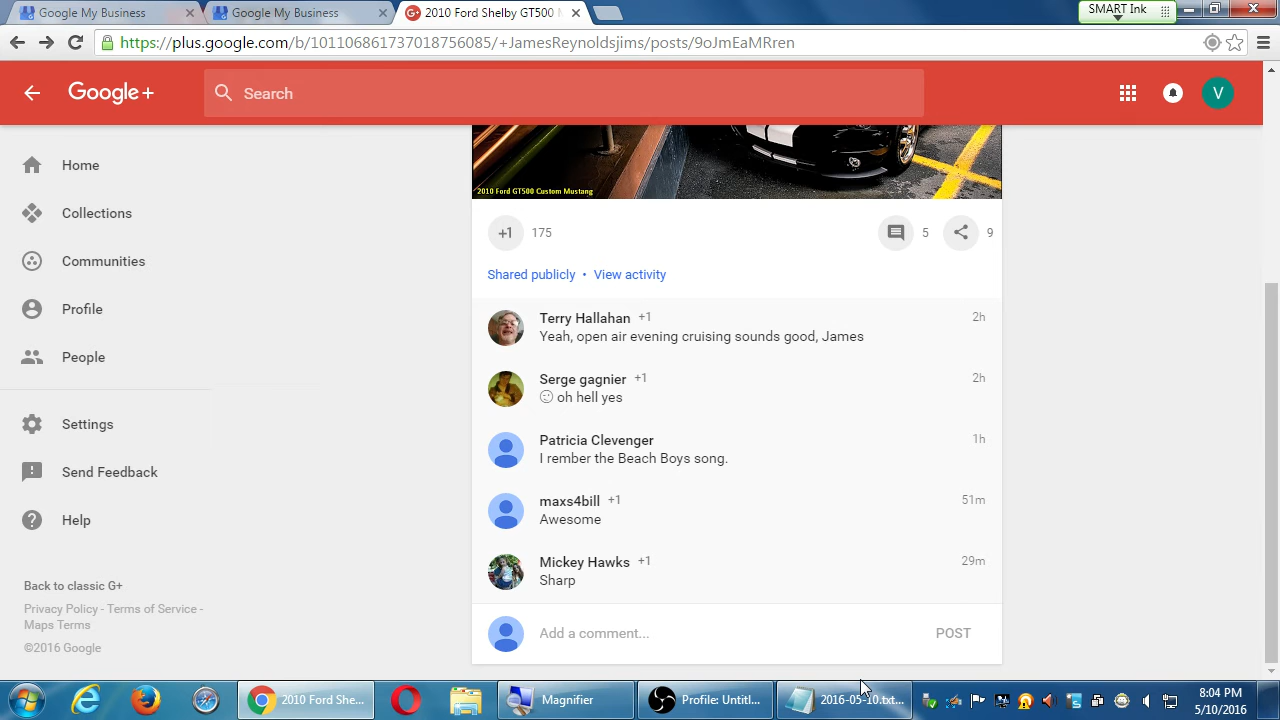 Google My Business
Google My Business
2010 Ford Shelby GT500
SMART Ink
https://plus.google.com/b/101106861737018756085/+JamesReynoldsjims/posts/9oJmEaMRren
Google+
Search
V
Home
Collections
Communities
Profile
People
Settings
Send Feedback
Help
Back to classic G+
Privacy Policy - Terms of Service -
Maps Terms
©2016 Google
2010 Ford GT500 Custom Mustang
+1 175 5 9
Shared publicly • View activity
Terry Hallahan +1 2h
Yeah, open air evening cruising sounds good, James
Serge gagnier +1 2h
oh hell yes
Patricia Clevenger 1h
I rember the Beach Boys song.
maxs4bill +1 51m
Awesome
Mickey Hawks +1 29m
Sharp
Add a comment... POST
2010 Ford She...
Magnifier
Profile: Untitl...
2016-05-10.txt...
8:04 PM
5/10/2016